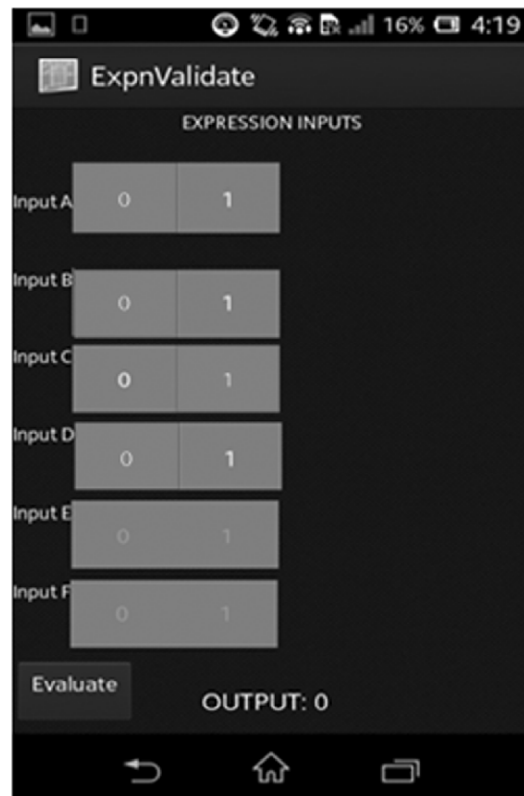 16% 4:19
ExpnValidate
EXPRESSION INPUTS
Input A 0 1
Input B 0 1
Input C 0 1
Input D 0 1
Input E 0 1
Input F 0 1
Evaluate OUTPUT: 0